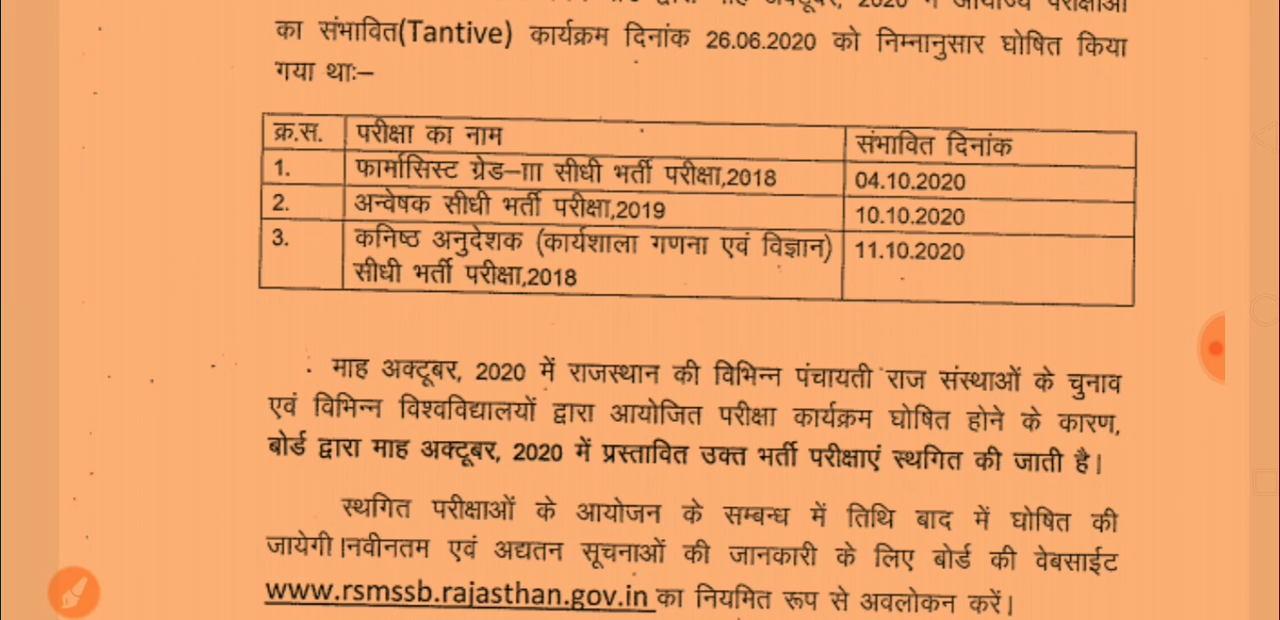 2020 में आयोज्य परीक्षाओं
का संभावित(Tantive) कार्यक्रम दिनांक 26.06.2020 को निम्नानुसार घोषित किया
गया थाः–
क्र.स. परीक्षा का नाम संभावित दिनांक
1. फार्मासिस्ट ग्रेड–III सीधी भर्ती परीक्षा,2018 04.10.2020
2. अन्वेषक सीधी भर्ती परीक्षा,2019 10.10.2020
3. कनिष्ठ अनुदेशक (कार्यशाला गणना एवं विज्ञान) 11.10.2020
सीधी भर्ती परीक्षा,2018
माह अक्टूबर, 2020 में राजस्थान की विभिन्न पंचायती राज संस्थाओं के चुनाव
एवं विभिन्न विश्वविद्यालयों द्वारा आयोजित परीक्षा कार्यक्रम घोषित होने के कारण,
बोर्ड द्वारा माह अक्टूबर, 2020 में प्रस्तावित उक्त भर्ती परीक्षाएं स्थगित की जाती है।
स्थगित परीक्षाओं के आयोजन के सम्बन्ध में तिथि बाद में घोषित की
जायेगी।नवीनतम एवं अद्यतन सूचनाओं की जानकारी के लिए बोर्ड की वेबसाईट
www.rsmssb.rajasthan.gov.in का नियमित रूप से अवलोकन करें।